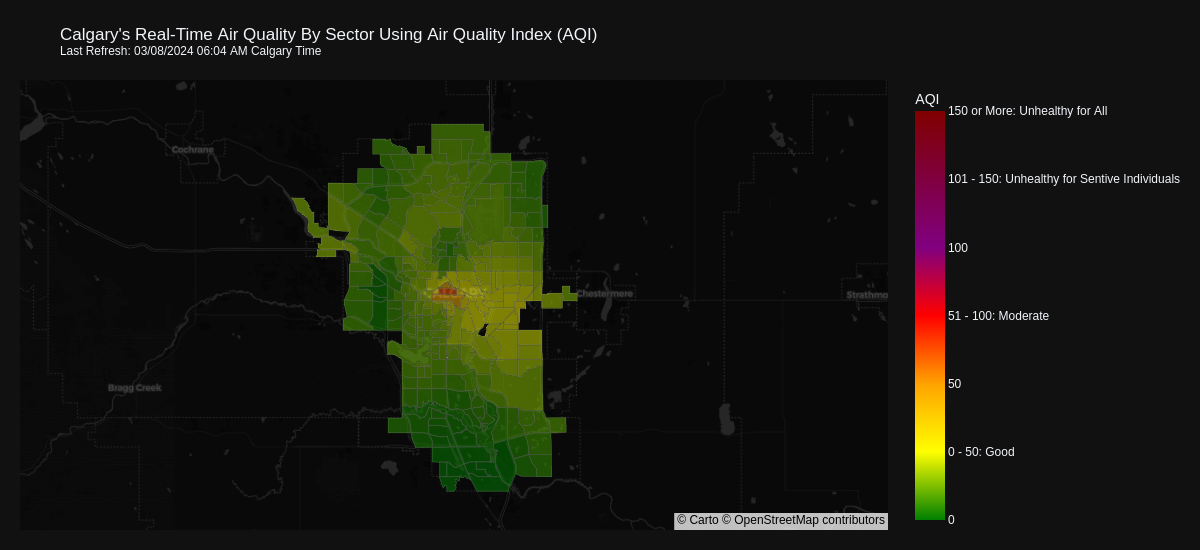 Calgary's Real-Time Air Quality By Sector Using Air Quality Index (AQI)
Last Refresh: 03/08/2024 06:04 AM Calgary Time
AQI
150 or More: Unhealthy for All
101 - 150: Unhealthy for Sentive Individuals
100
51 - 100: Moderate
50
0 - 50: Good
0
Cochrane
Chestermere
Strathmo
Bragg Creek
© Carto © OpenStreetMap contributors